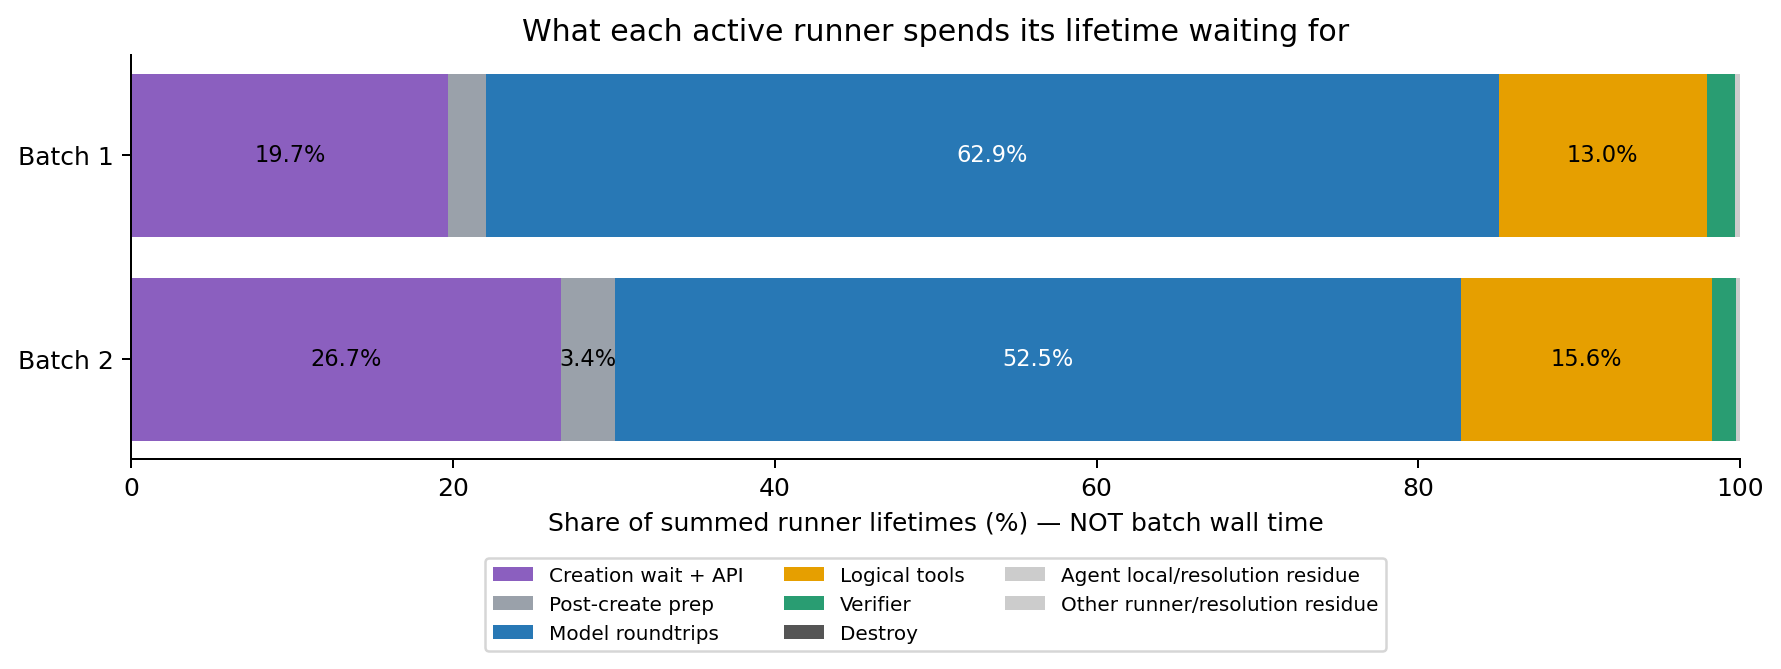 What each active runner spends its lifetime waiting for
Batch 1
19.7%
62.9%
13.0%
Batch 2
26.7%
3.4%
52.5%
15.6%
0 20 40 60 80 100
Share of summed runner lifetimes (%) — NOT batch wall time
Creation wait + API
Post-create prep
Model roundtrips
Logical tools
Verifier
Destroy
Agent local/resolution residue
Other runner/resolution residue